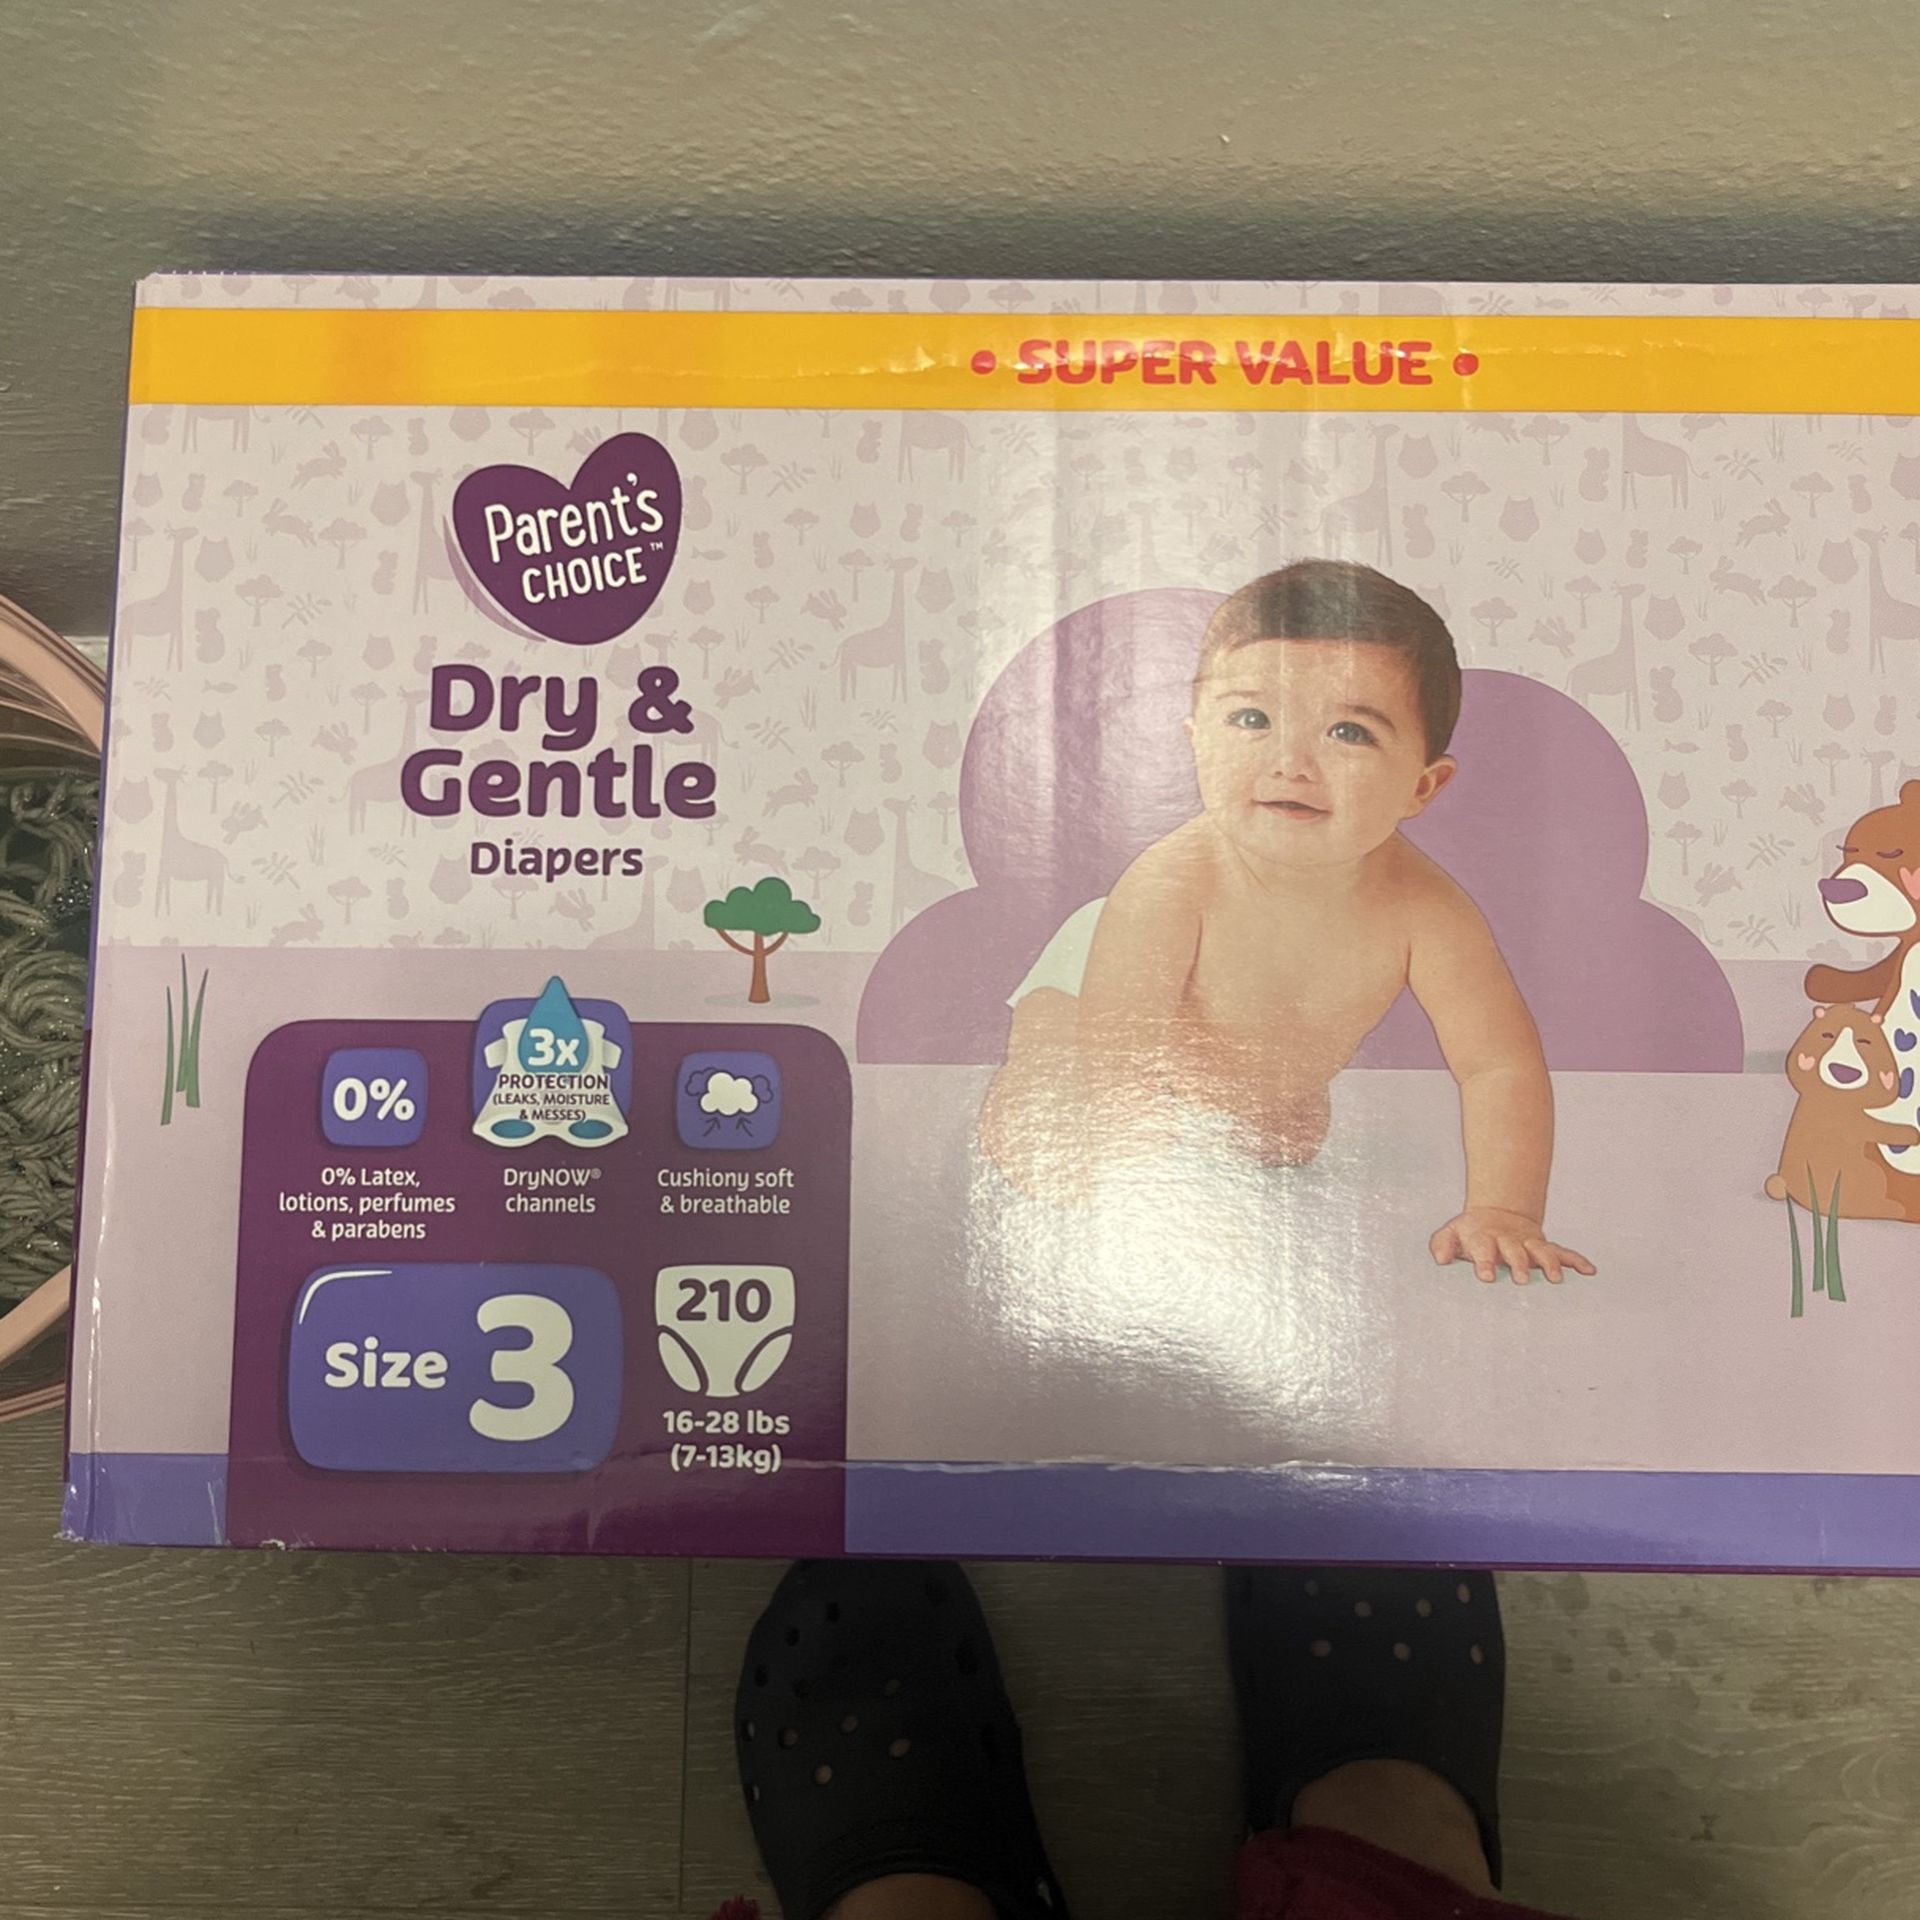 • SUPER VALUE •
Parent's
CHOICE™
Dry &
Gentle
Diapers
0%
0% Latex,
lotions, perfumes
& parabens
3x
PROTECTION
(LEAKS, MOISTURE
& MESSES)
DryNOW®
channels
Cushiony soft
& breathable
Size 3
210
16-28 lbs
(7-13kg)